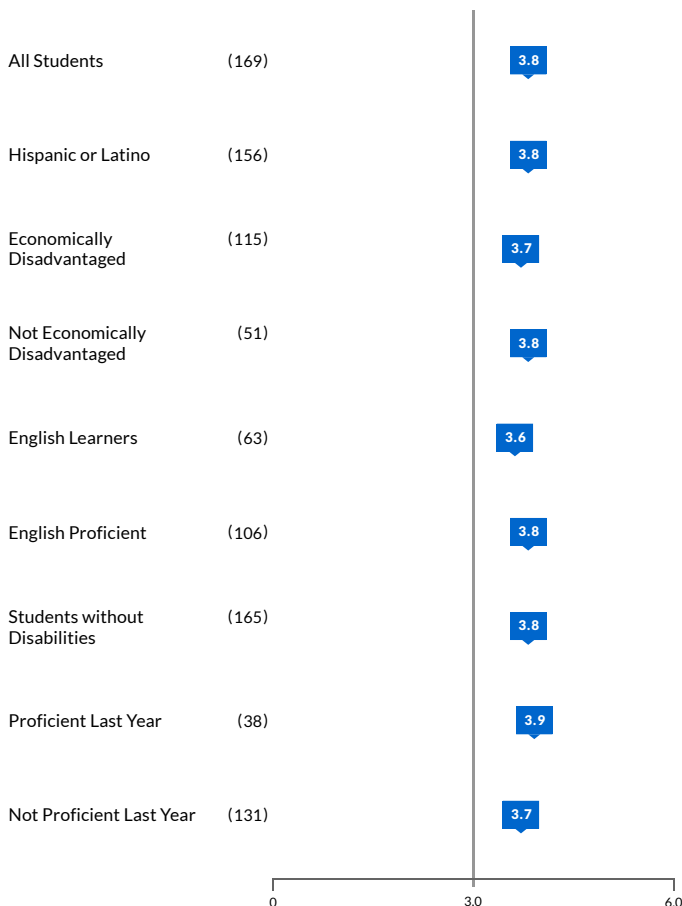 All Students (169) 3.8
Hispanic or Latino (156) 3.8
Economically (115) 3.7
Disadvantaged
Not Economically (51) 3.8
Disadvantaged
English Learners (63) 3.6
English Proficient (106) 3.8
Students without (165) 3.8
Disabilities
Proficient Last Year (38) 3.9
Not Proficient Last Year (131) 3.7
0 3.0 6.0